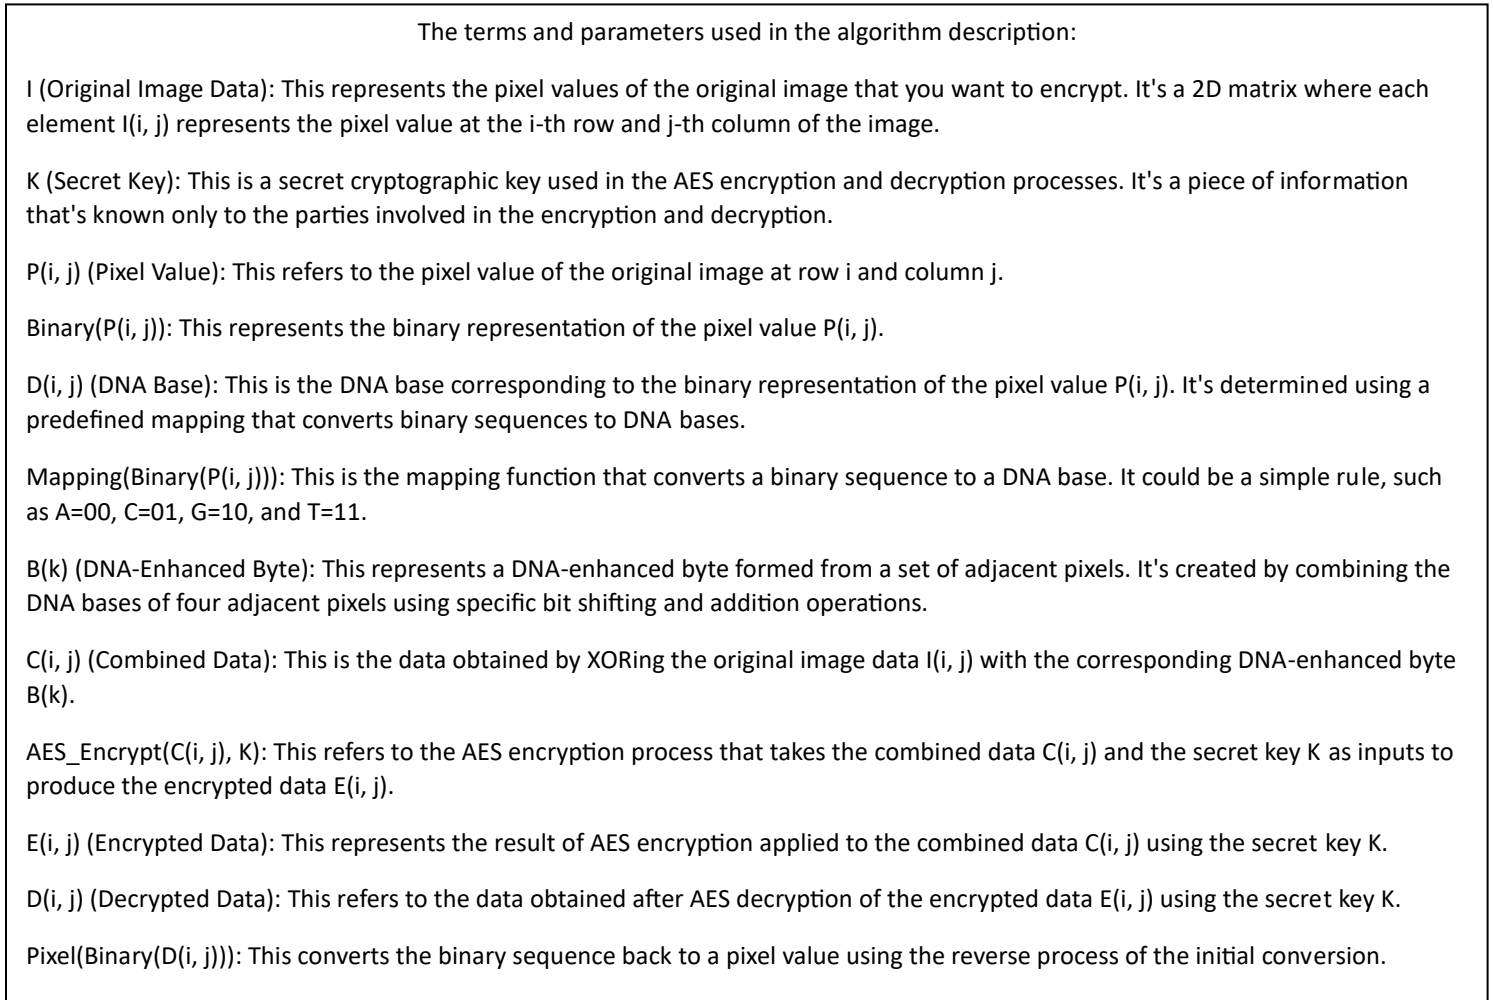 The terms and parameters used in the algorithm description:
I (Original Image Data): This represents the pixel values of the original image that you want to encrypt. It's a 2D matrix where each
element I(i, j) represents the pixel value at the i-th row and j-th column of the image.
K (Secret Key): This is a secret cryptographic key used in the AES encryption and decryption processes. It's a piece of information
that's known only to the parties involved in the encryption and decryption.
P(i, j) (Pixel Value): This refers to the pixel value of the original image at row i and column j.
Binary(P(i, j)): This represents the binary representation of the pixel value P(i, j).
D(i, j) (DNA Base): This is the DNA base corresponding to the binary representation of the pixel value P(i, j). It's determined using a
predefined mapping that converts binary sequences to DNA bases.
Mapping(Binary(P(i, j))): This is the mapping function that converts a binary sequence to a DNA base. It could be a simple rule, such
as A=00, C=01, G=10, and T=11.
B(k) (DNA-Enhanced Byte): This represents a DNA-enhanced byte formed from a set of adjacent pixels. It's created by combining the
DNA bases of four adjacent pixels using specific bit shifting and addition operations.
C(i, j) (Combined Data): This is the data obtained by XORing the original image data I(i, j) with the corresponding DNA-enhanced byte
B(k).
AES_Encrypt(C(i, j), K): This refers to the AES encryption process that takes the combined data C(i, j) and the secret key K as inputs to
produce the encrypted data E(i, j).
E(i, j) (Encrypted Data): This represents the result of AES encryption applied to the combined data C(i, j) using the secret key K.
D(i, j) (Decrypted Data): This refers to the data obtained after AES decryption of the encrypted data E(i, j) using the secret key K.
Pixel(Binary(D(i, j))): This converts the binary sequence back to a pixel value using the reverse process of the initial conversion.